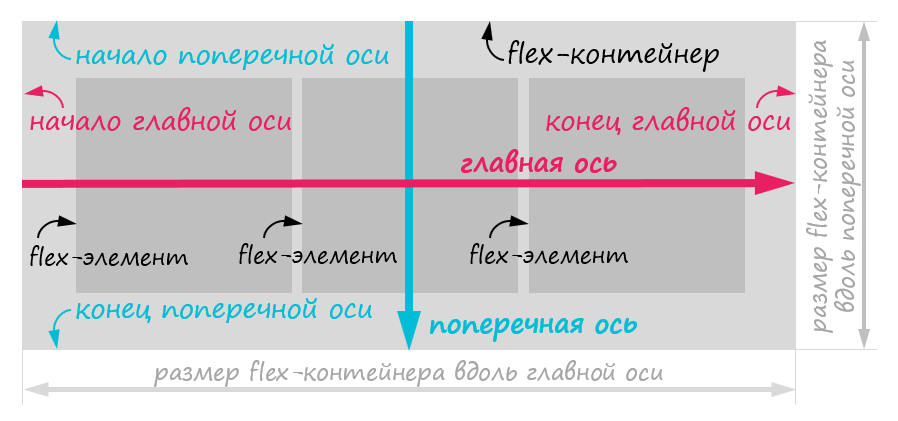 начало поперечной оси
flex-контейнер
начало главной оси
конец главной оси
главная ось
flex-элемент
flex-элемент
flex-элемент
конец поперечной оси
поперечная ось
размер flex-контейнера вдоль главной оси
размер flex-контейнера
вдоль поперечной оси